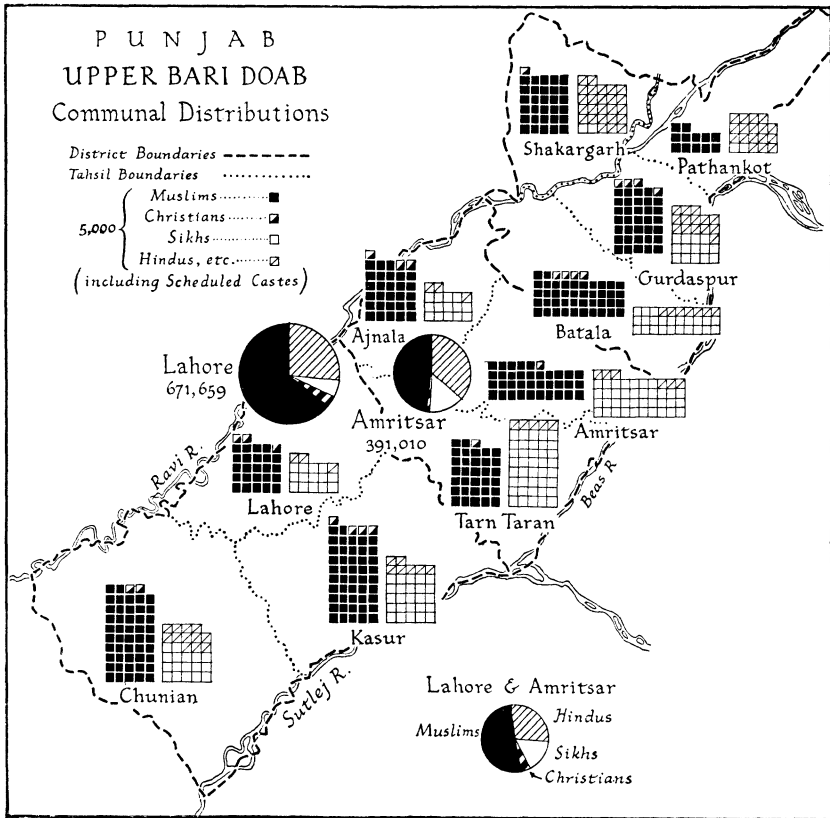 PUNJAB
UPPER BARI DOAB
Communal Distributions
District Boundaries
Tahsil Boundaries
5,000
Muslims
Christians
Sikhs
Hindus, etc.
(including Scheduled Castes)
Shakargarh
Pathankot
Gurdaspur
Ajnala
Batala
Lahore
671,659
Amritsar
391,010
Amritsar
Ravi R.
Lahore
Tarn Taran
Beas R
Kasur
Chunian
Sutlej R.
Lahore & Amritsar
Muslims
Hindus
Sikhs
Christians